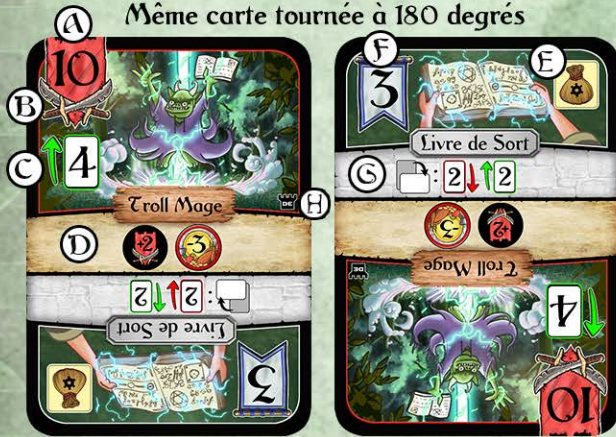 Même carte tournée à 180 degrés
A
10
B
C
4
Troll Mage
H
DE
D
+2
-3
2 2 :
Livre de Sort
3
F
E
3
Livre de Sort
G
: 2 2
-3
+2
Troll Mage
DE
4
10